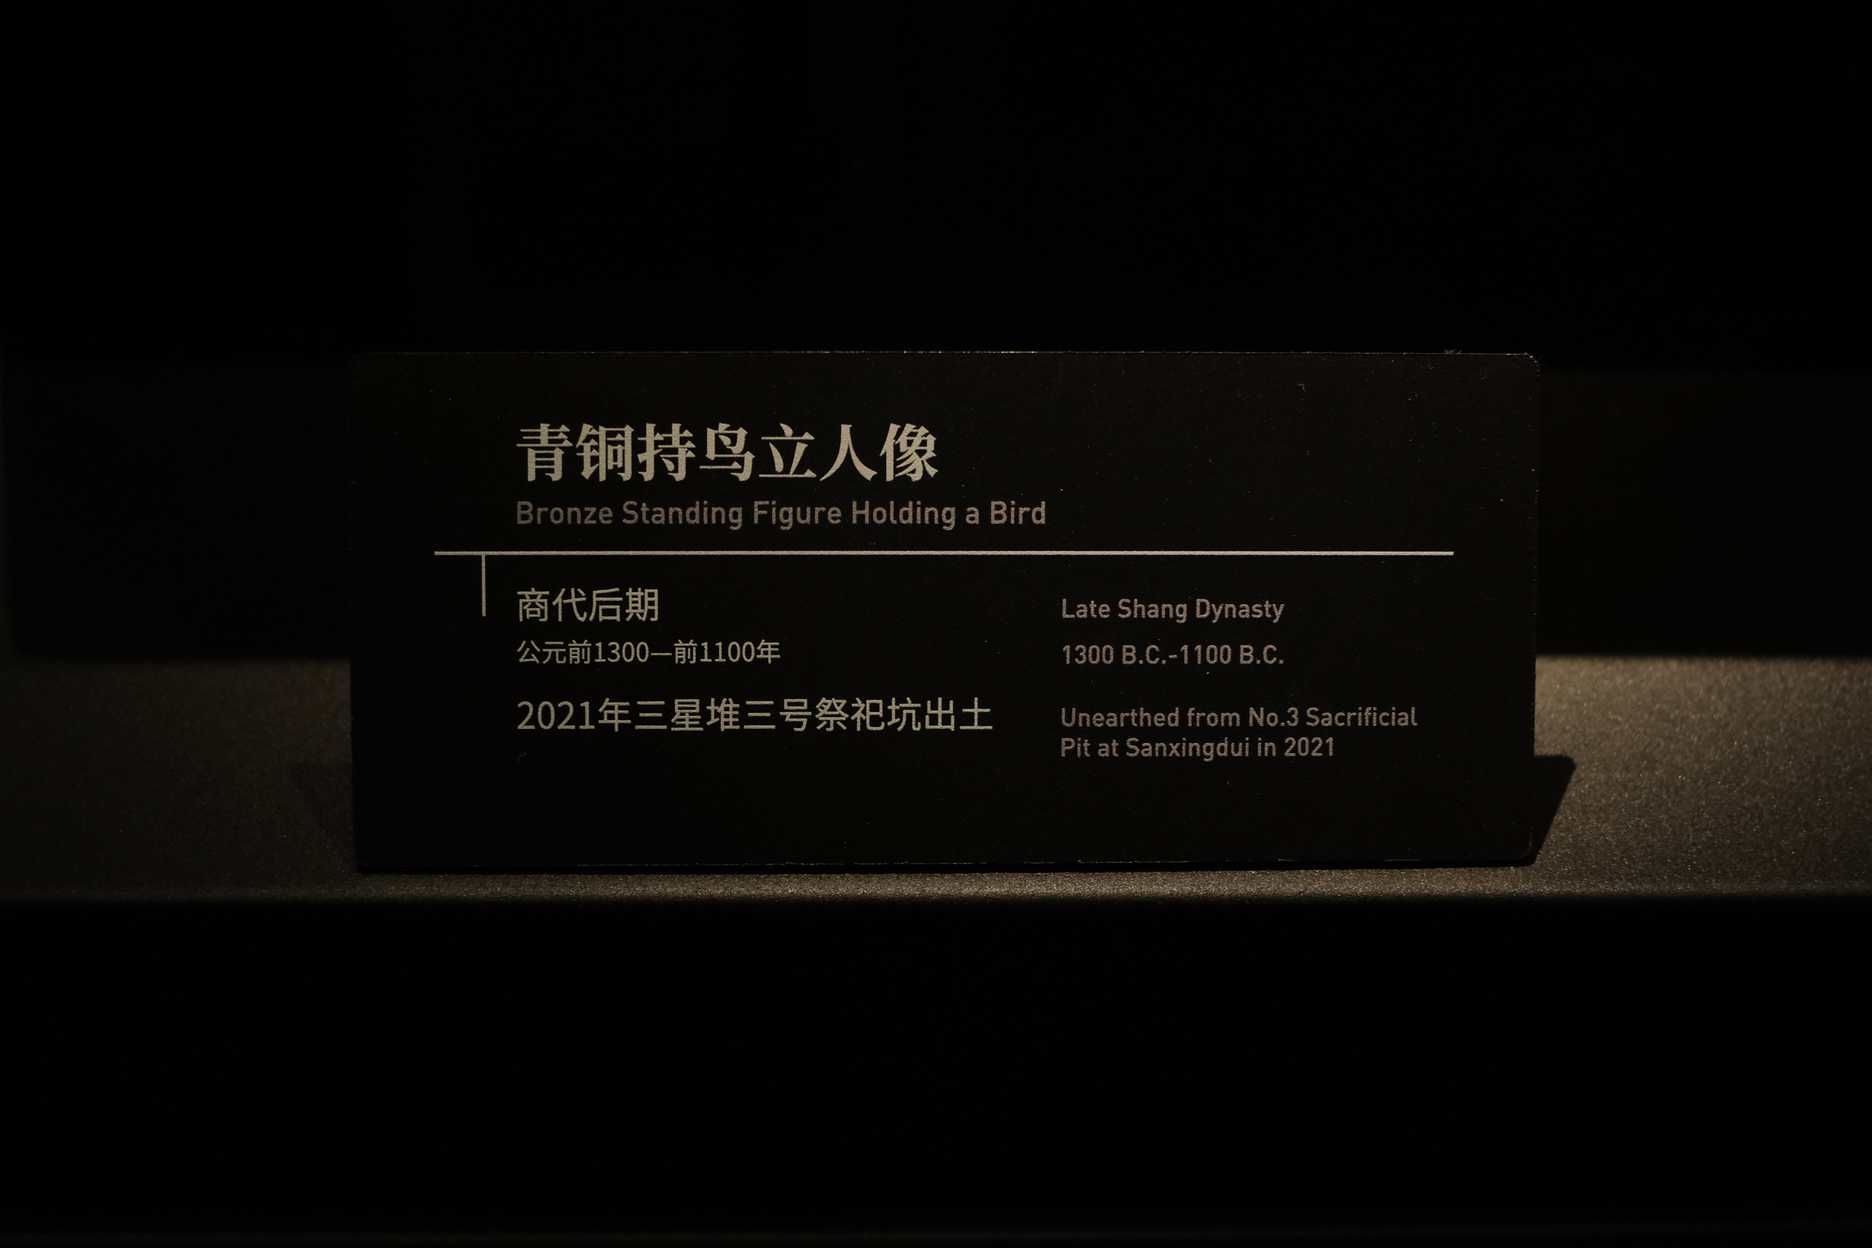 青铜持鸟立人像
Bronze Standing Figure Holding a Bird
商代后期
公元前1300—前1100年
2021年三星堆三号祭祀坑出土
Late Shang Dynasty
1300 B.C.-1100 B.C.
Unearthed from No.3 Sacrificial
Pit at Sanxingdui in 2021